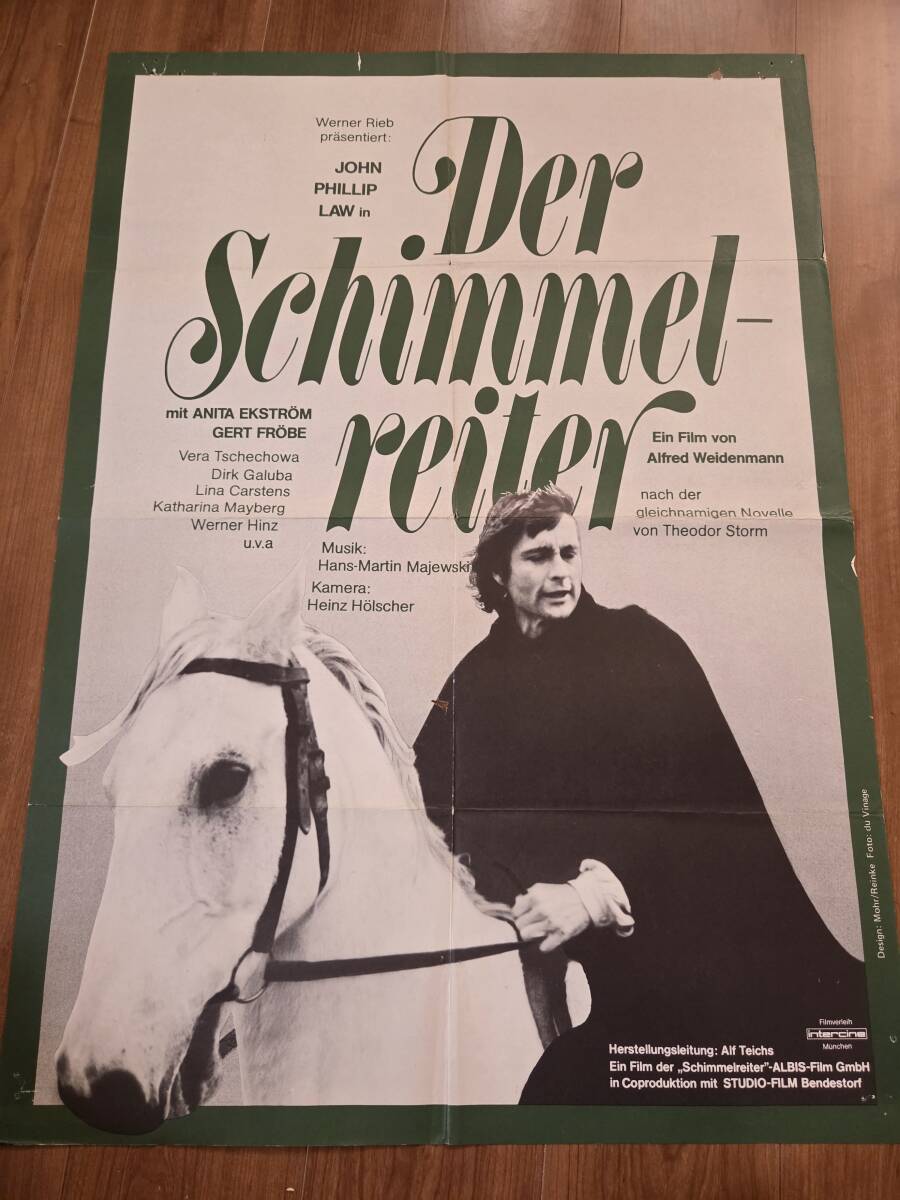 Werner Rieb
präsentiert:
JOHN
PHILLIP
LAW in
Der
Schimmel-
reiter
mit ANITA EKSTRÖM
GERT FRÖBE
Vera Tschechowa
Dirk Galuba
Lina Carstens
Katharina Mayberg
Werner Hinz
u.v.a
Ein Film von
Alfred Weidenmann
nach der
gleichnamigen Novelle
von Theodor Storm
Musik:
Hans-Martin Majewski
Kamera:
Heinz Hölscher
Design: Mohr/Reinke Foto: du Vinage
Filmverleih
intercine
München
Herstellungsleitung: Alf Teichs
Ein Film der „Schimmelreiter"-ALBIS-Film GmbH
in Coproduktion mit STUDIO-FILM Bendestorf